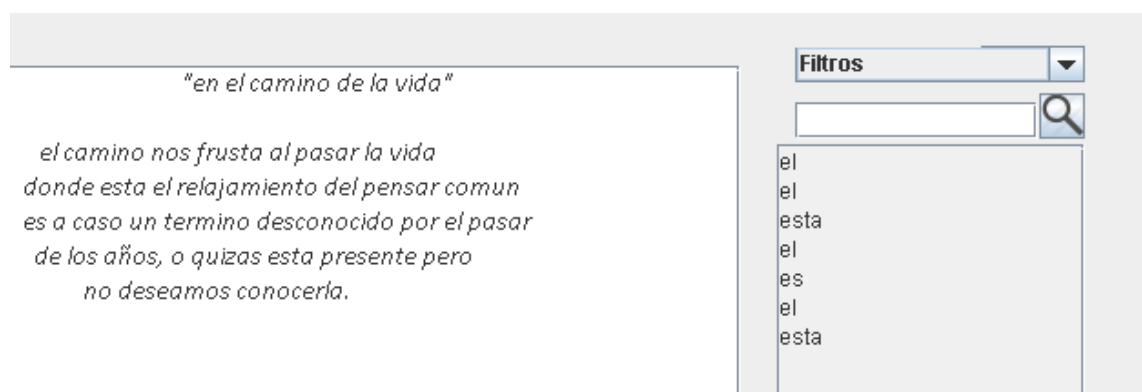 "en el camino de la vida"
el camino nos frusta al pasar la vida
donde esta el relajamiento del pensar comun
es a caso un termino desconocido por el pasar
de los años, o quizas esta presente pero
no deseamos conocerla.
Filtros
el
el
esta
el
es
el
esta